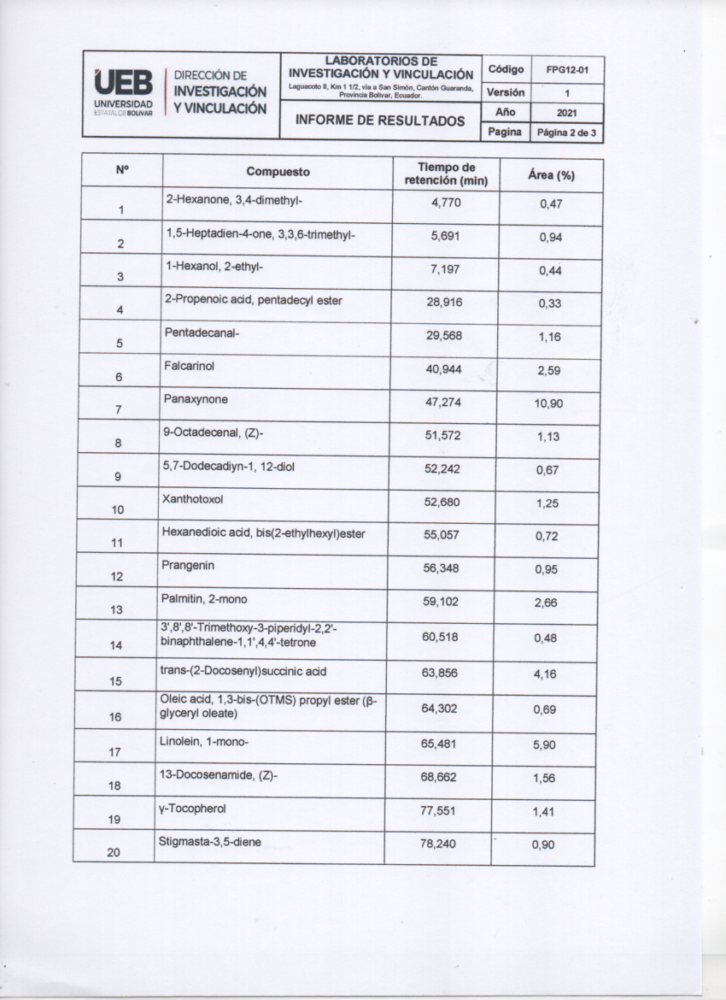 UEB
UNIVERSIDAD
ESTATAL DE BOLIVAR
DIRECCIÓN DE
INVESTIGACIÓN
Y VINCULACIÓN
LABORATORIOS DE
INVESTIGACIÓN Y VINCULACIÓN
Laguacoto II, Km 1 1/2, vía a San Simón, Cantón Guaranda,
Provincia Bolívar, Ecuador.
INFORME DE RESULTADOS
Código FPG12-01
Versión 1
Año 2021
Pagina Página 2 de 3
Nº Compuesto Tiempo de retención (min) Área (%)
1 2-Hexanone, 3,4-dimethyl- 4,770 0,47
2 1,5-Heptadien-4-one, 3,3,6-trimethyl- 5,691 0,94
3 1-Hexanol, 2-ethyl- 7,197 0,44
4 2-Propenoic acid, pentadecyl ester 28,916 0,33
5 Pentadecanal- 29,568 1,16
6 Falcarinol 40,944 2,59
7 Panaxynone 47,274 10,90
8 9-Octadecenal, (Z)- 51,572 1,13
9 5,7-Dodecadiyn-1, 12-diol 52,242 0,67
10 Xanthotoxol 52,680 1,25
11 Hexanedioic acid, bis(2-ethylhexyl)ester 55,057 0,72
12 Prangenin 56,348 0,95
13 Palmitin, 2-mono 59,102 2,66
14 3',8',8'-Trimethoxy-3-piperidyl-2,2'-
binaphthalene-1,1',4,4'-tetrone 60,518 0,48
15 trans-(2-Docosenyl)succinic acid 63,856 4,16
16 Oleic acid, 1,3-bis-(OTMS) propyl ester (β-
glyceryl oleate) 64,302 0,69
17 Linolein, 1-mono- 65,481 5,90
18 13-Docosenamide, (Z)- 68,662 1,56
19 γ-Tocopherol 77,551 1,41
20 Stigmasta-3,5-diene 78,240 0,90